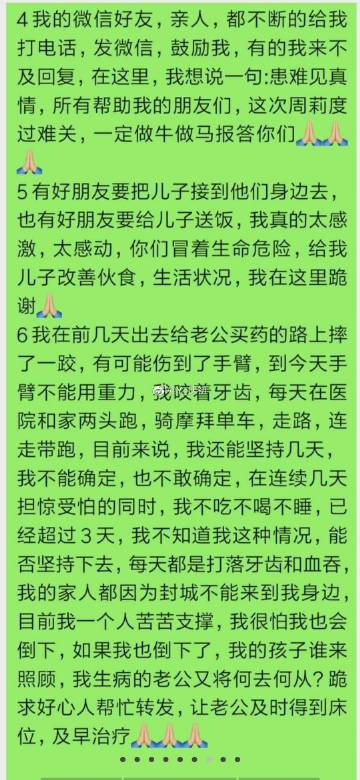 4我的微信好友，亲人，都不断的给我
打电话，发微信，鼓励我，有的我来不
及回复，在这里，我想说一句:患难见真
情，所有帮助我的朋友们，这次周莉度
过难关，一定做牛做马报答你们🙏🙏
🙏
5有好朋友要把儿子接到他们身边去，
也有好朋友要给儿子送饭，我真的太感
激，太感动，你们冒着生命危险，给我
儿子改善伙食，生活状况，我在这里跪
谢🙏
6我在前几天出去给老公买药的路上摔
了一跤，有可能伤到了手臂，到今天手
臂不能用重力，我咬着牙齿，每天在医
院和家两头跑，骑摩拜单车，走路，连
走带跑，目前来说，我还能坚持几天，
我不能确定，也不敢确定，在连续几天
担惊受怕的同时，我不吃不喝不睡，已
经超过3天，我不知道我这种情况，能
否坚持下去，每天都是打落牙齿和血吞，
我的家人都因为封城不能来到我身边，
目前我一个人苦苦支撑，我很怕我也会
倒下，如果我也倒下了，我的孩子谁来
照顾，我生病的老公又将何去何从？跪
求好心人帮忙转发，让老公及时得到床
位，及早治疗🙏🙏🙏